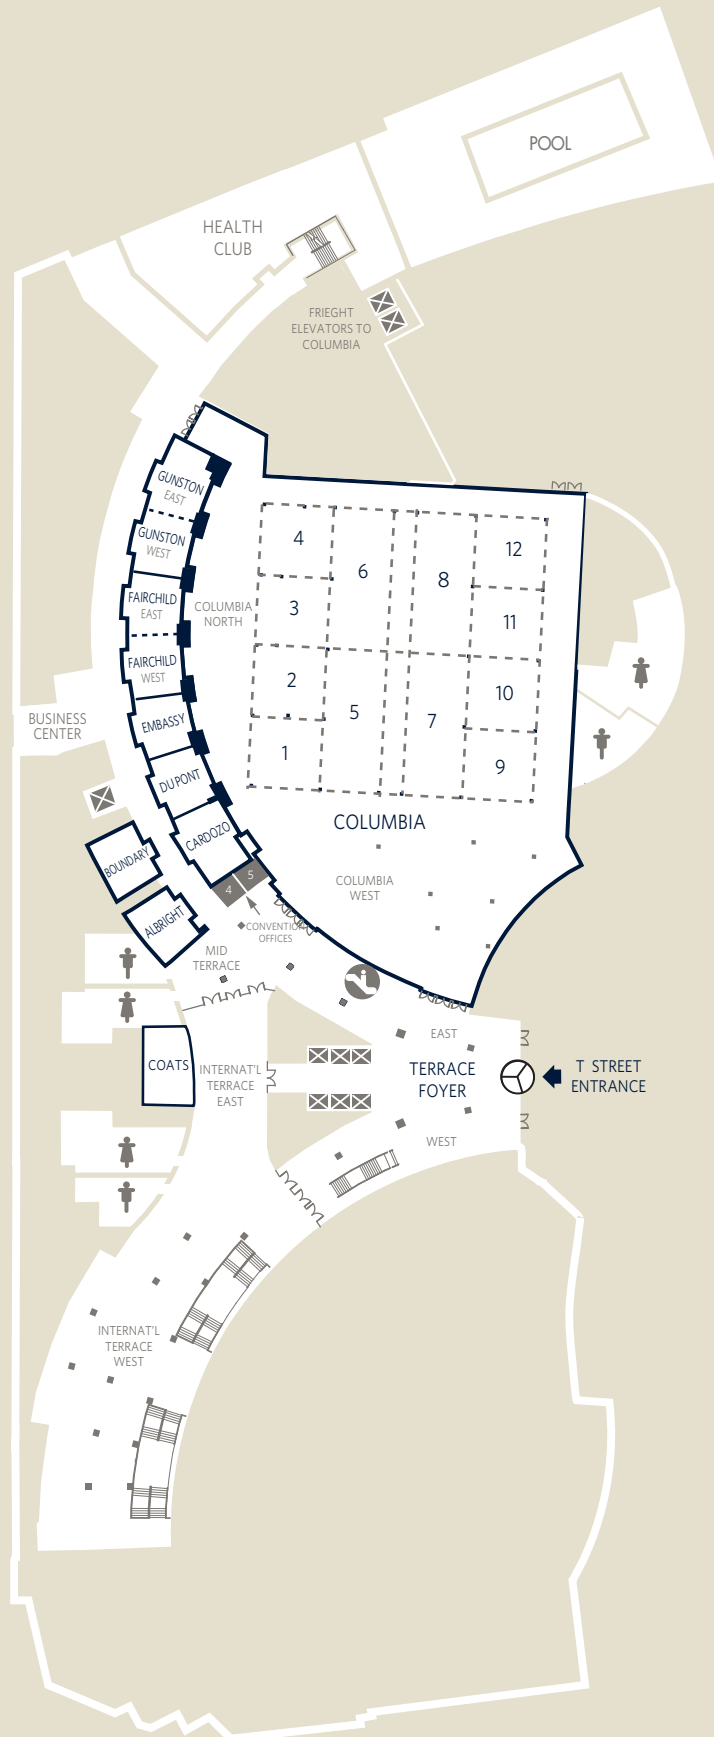 POOL
HEALTH
CLUB
FRIEGHT
ELEVATORS TO
COLUMBIA
GUNSTON
EAST
GUNSTON
WEST
FAIRCHILD
EAST
FAIRCHILD
WEST
EMBASSY
DU PONT
CARDOZO
COLUMBIA
NORTH
4
6
8
12
3
11
2
5
7
10
1
9
COLUMBIA
COLUMBIA
WEST
BUSINESS
CENTER
BOUNDARY
ALBRIGHT
5
4
CONVENTION
OFFICES
MID
TERRACE
COATS
INTERNAT'L
TERRACE
EAST
EAST
TERRACE
FOYER
WEST
T STREET
ENTRANCE
INTERNAT'L
TERRACE
WEST